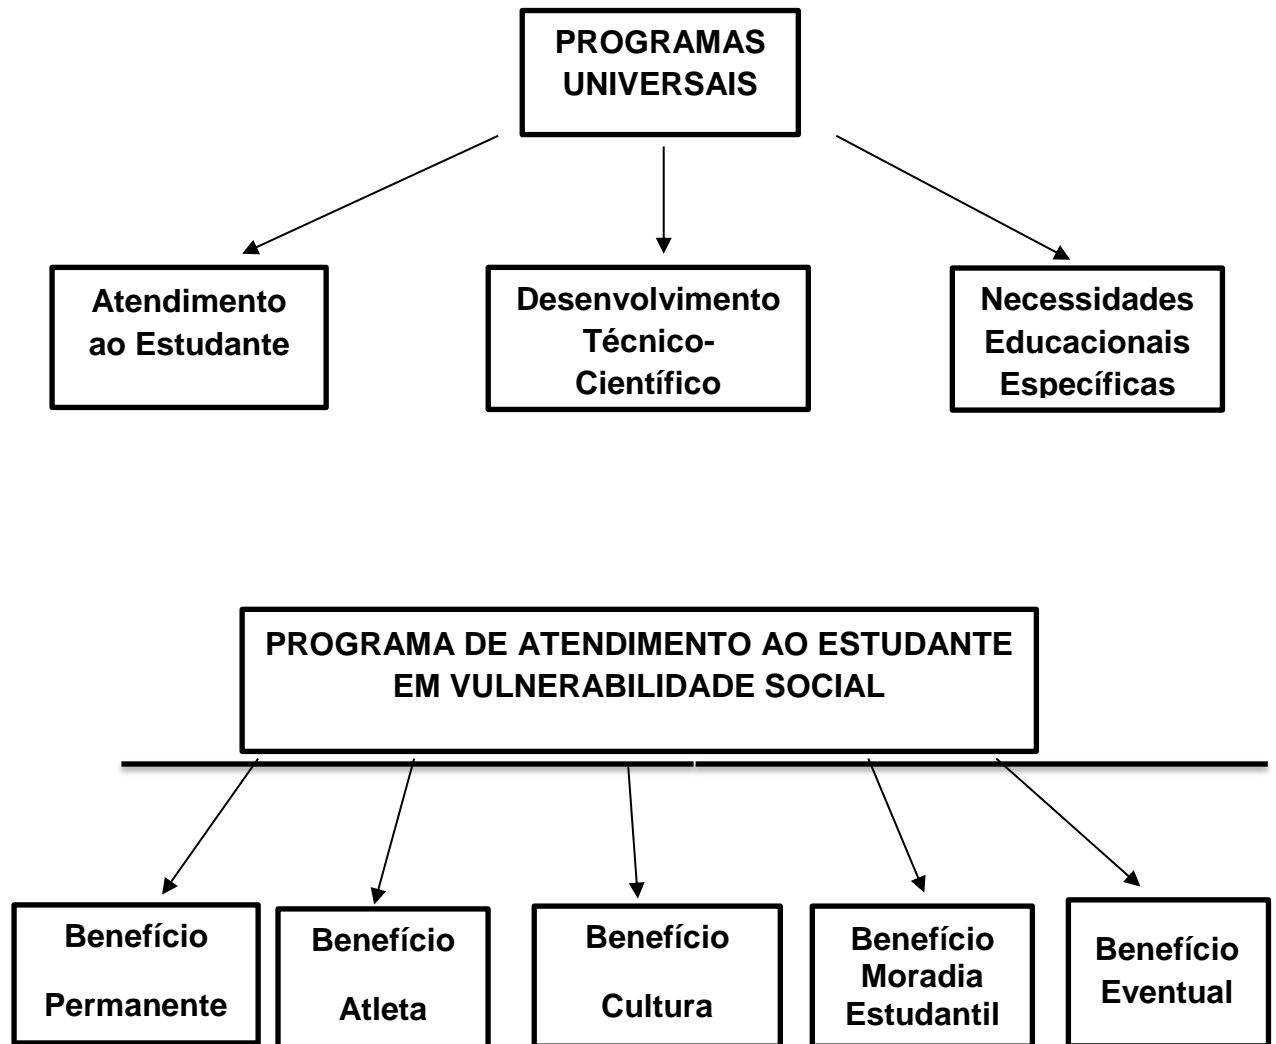 PROGRAMAS
UNIVERSAIS
Atendimento
ao Estudante
Desenvolvimento
Técnico-
Científico
Necessidades
Educacionais
Específicas
PROGRAMA DE ATENDIMENTO AO ESTUDANTE
EM VULNERABILIDADE SOCIAL
Benefício
Permanente
Benefício
Atleta
Benefício
Cultura
Benefício
Moradia
Estudantil
Benefício
Eventual